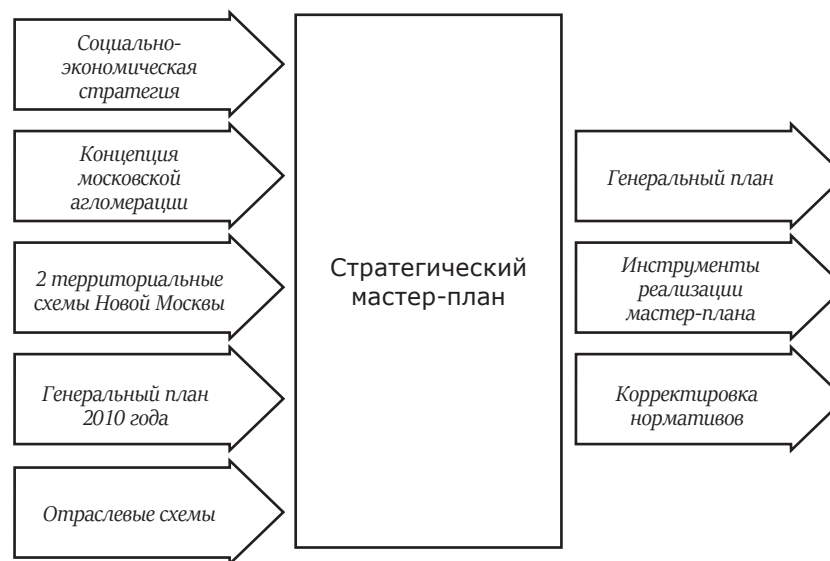 Социально-
экономическая
стратегия
Концепция
московской
агломерации
2 территориальные
схемы Новой Москвы
Генеральный план
2010 года
Отраслевые схемы
Стратегический
мастер-план
Генеральный план
Инструменты
реализации
мастер-плана
Корректировка
нормативов